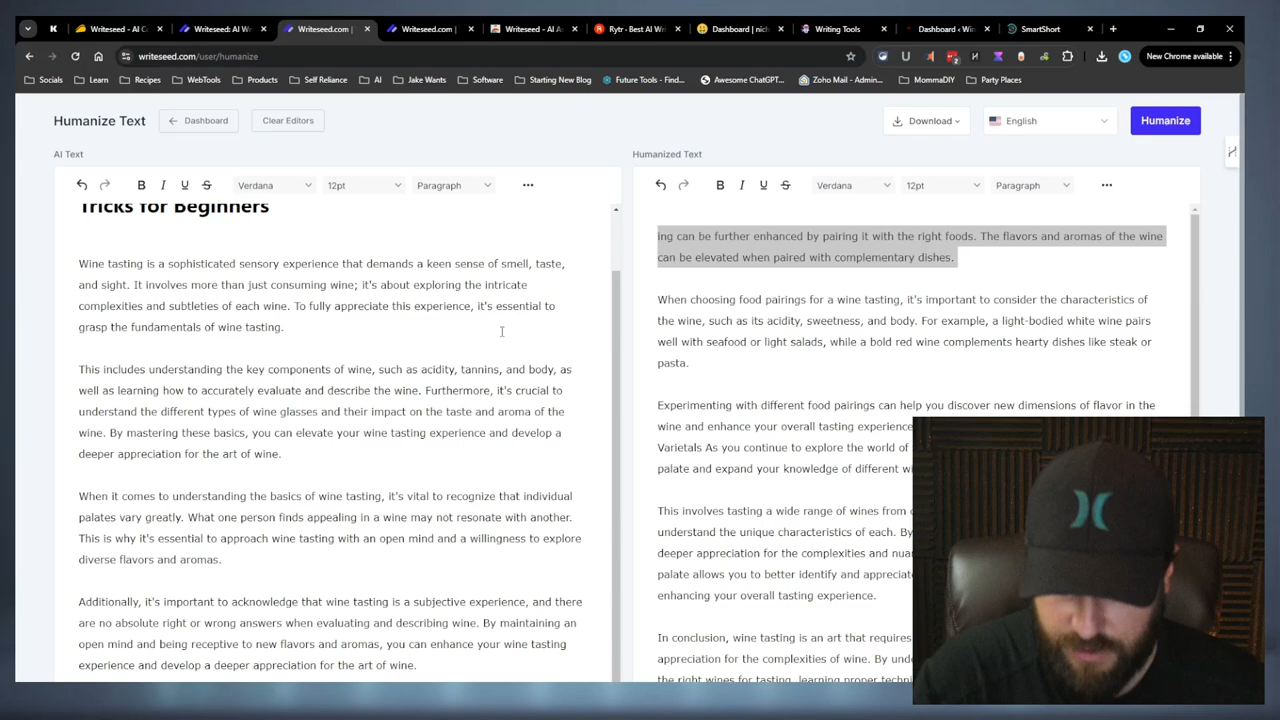 Writeseed - AI Co
Writeseed: AI Wr
Writeseed.com |
Writeseed.com |
Writeseed - AI A
Rytr - Best AI Wri
Dashboard | nich
Writing Tools
Dashboard ‹ Win
SmartShort
writeseed.com/user/humanize
New Chrome available
Socials
Learn
Recipes
WebTools
Products
Self Reliance
AI
Jake Wants
Software
Starting New Blog
Future Tools - Find...
Awesome ChatGPT...
Zoho Mail - Admin...
MommaDIY
Party Places
Humanize Text
Dashboard
Clear Editors
Download
English
Humanize
AI Text
Humanized Text
B I U S Verdana 12pt Paragraph
B I U S Verdana 12pt Paragraph
Tricks for Beginners
Wine tasting is a sophisticated sensory experience that demands a keen sense of smell, taste,
and sight. It involves more than just consuming wine; it's about exploring the intricate
complexities and subtleties of each wine. To fully appreciate this experience, it's essential to
grasp the fundamentals of wine tasting.
This includes understanding the key components of wine, such as acidity, tannins, and body, as
well as learning how to accurately evaluate and describe the wine. Furthermore, it's crucial to
understand the different types of wine glasses and their impact on the taste and aroma of the
wine. By mastering these basics, you can elevate your wine tasting experience and develop a
deeper appreciation for the art of wine.
When it comes to understanding the basics of wine tasting, it's vital to recognize that individual
palates vary greatly. What one person finds appealing in a wine may not resonate with another.
This is why it's essential to approach wine tasting with an open mind and a willingness to explore
diverse flavors and aromas.
Additionally, it's important to acknowledge that wine tasting is a subjective experience, and there
are no absolute right or wrong answers when evaluating and describing wine. By maintaining an
open mind and being receptive to new flavors and aromas, you can enhance your wine tasting
experience and develop a deeper appreciation for the art of wine.
ing can be further enhanced by pairing it with the right foods. The flavors and aromas of the wine
can be elevated when paired with complementary dishes.
When choosing food pairings for a wine tasting, it's important to consider the characteristics of
the wine, such as its acidity, sweetness, and body. For example, a light-bodied white wine pairs
well with seafood or light salads, while a bold red wine complements hearty dishes like steak or
pasta.
Experimenting with different food pairings can help you discover new dimensions of flavor in the
wine and enhance your overall tasting experience
Varietals As you continue to explore the world of
palate and expand your knowledge of different wi
This involves tasting a wide range of wines from
understand the unique characteristics of each. By
deeper appreciation for the complexities and nua
palate allows you to better identify and appreciate
enhancing your overall tasting experience.
In conclusion, wine tasting is an art that requires
appreciation for the complexities of wine. By und
the right wines for tasting, learning proper techni